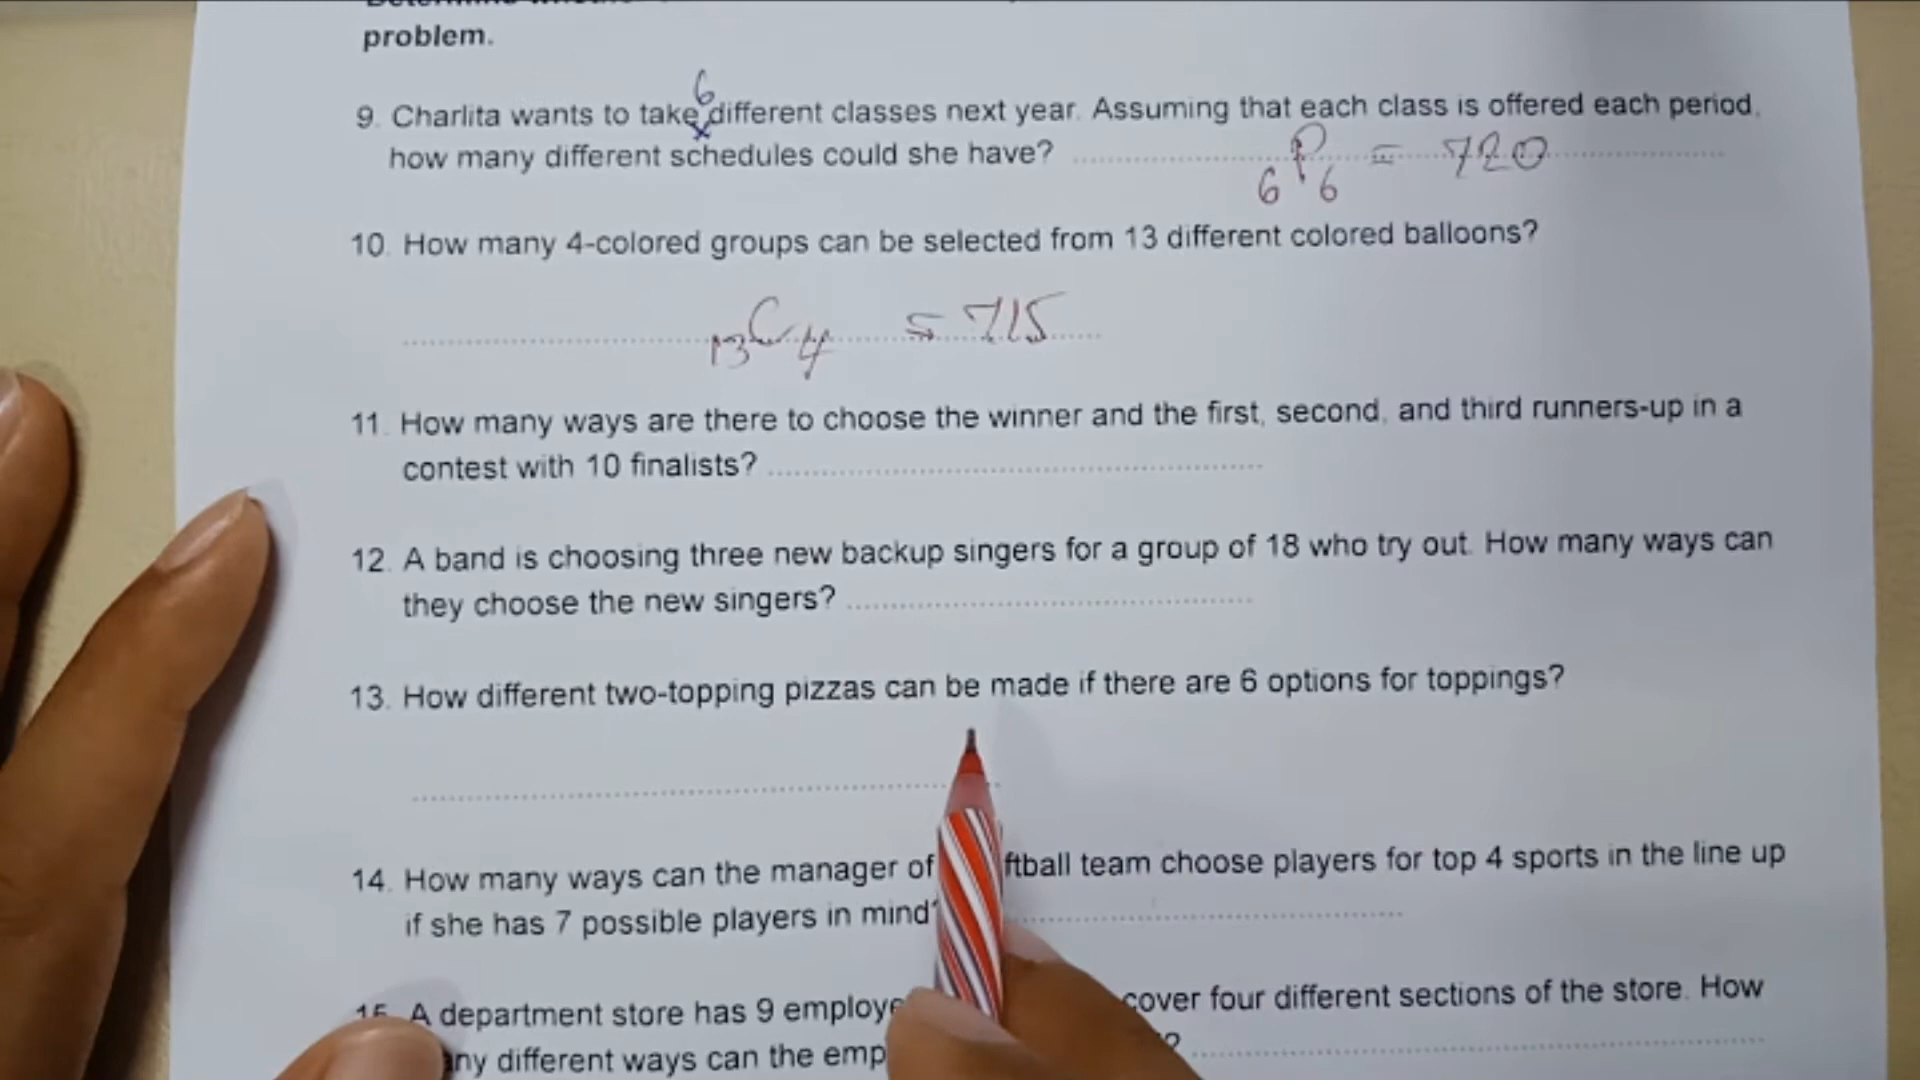 problem.
6
9. Charlita wants to take different classes next year. Assuming that each class is offered each period,
how many different schedules could she have?
6P6 = 720
10. How many 4-colored groups can be selected from 13 different colored balloons?
13C4 = 715
11. How many ways are there to choose the winner and the first, second, and third runners-up in a
contest with 10 finalists?
12. A band is choosing three new backup singers for a group of 18 who try out. How many ways can
they choose the new singers?
13. How different two-topping pizzas can be made if there are 6 options for toppings?
14. How many ways can the manager of ftball team choose players for top 4 sports in the line up
if she has 7 possible players in mind
15. A department store has 9 employe cover four different sections of the store. How
ny different ways can the emp ?